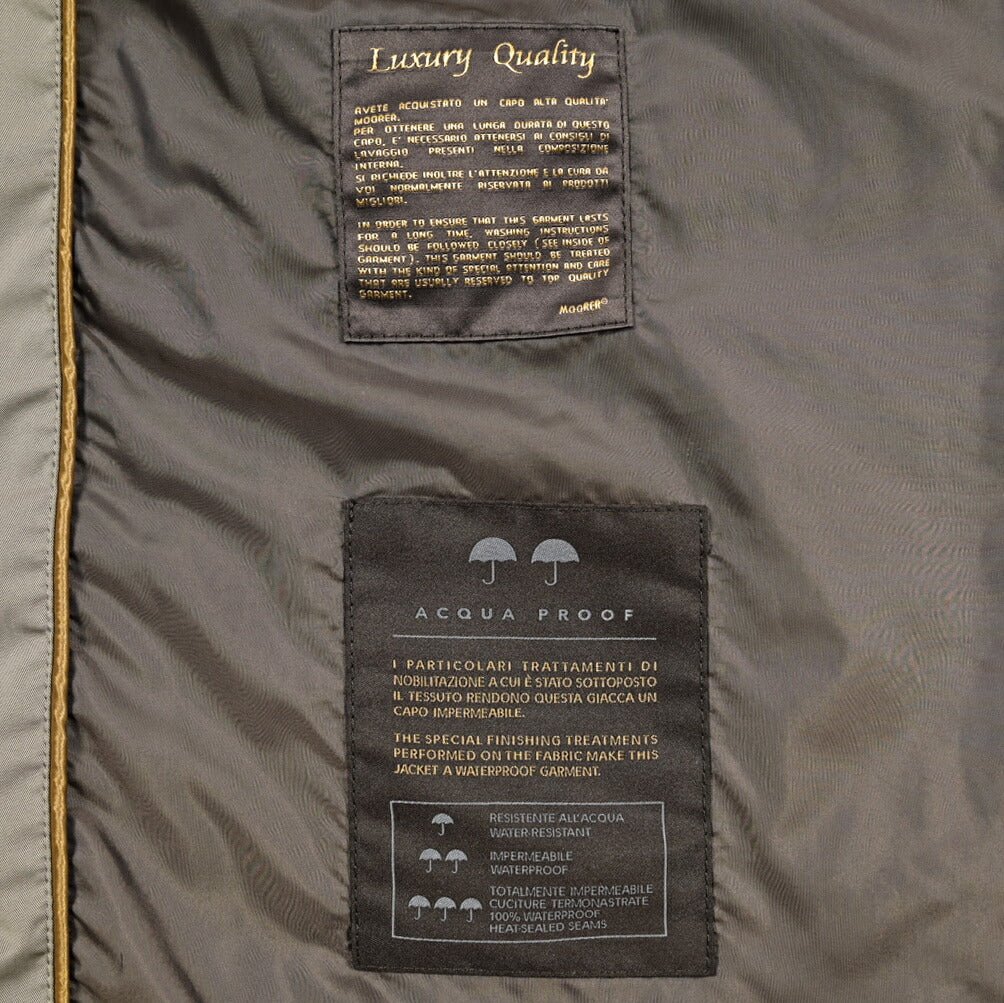 Luxury Quality
AVETE ACQUISTATO UN CAPO ALTA QUALITA'
MOORER.
PER OTTENERE UNA LUNGA DURATA DI QUESTO
CAPO, E' NECESSARIO ATTENERSI AI CONSIGLI DI
LAVAGGIO PRESENTI NELLA COMPOSIZIONE
INTERNA.
SI RICHIEDE INOLTRE L'ATTENZIONE E LA CURA DA
VOI NORMALMENTE RISERVATA AI PRODOTTI
MIGLIORI.
IN ORDER TO ENSURE THAT THIS GARMENT LASTS
FOR A LONG TIME, WASHING INSTRUCTIONS
SHOULD BE FOLLOWED CLOSELY (SEE INSIDE OF
GARMENT). THIS GARMENT SHOULD BE TREATED
WITH THE KIND OF SPECIAL ATTENTION AND CARE
THAT ARE USUALLY RESERVED TO TOP QUALITY
GARMENT.
MOORER®
ACQUA PROOF
I PARTICOLARI TRATTAMENTI DI
NOBILITAZIONE A CUI È STATO SOTTOPOSTO
IL TESSUTO RENDONO QUESTA GIACCA UN
CAPO IMPERMEABILE.
THE SPECIAL FINISHING TREATMENTS
PERFORMED ON THE FABRIC MAKE THIS
JACKET A WATERPROOF GARMENT.
RESISTENTE ALL'ACQUA
WATER-RESISTANT
IMPERMEABILE
WATERPROOF
TOTALMENTE IMPERMEABILE
CUCITURE TERMONASTRATE
100% WATERPROOF
HEAT-SEALED SEAMS